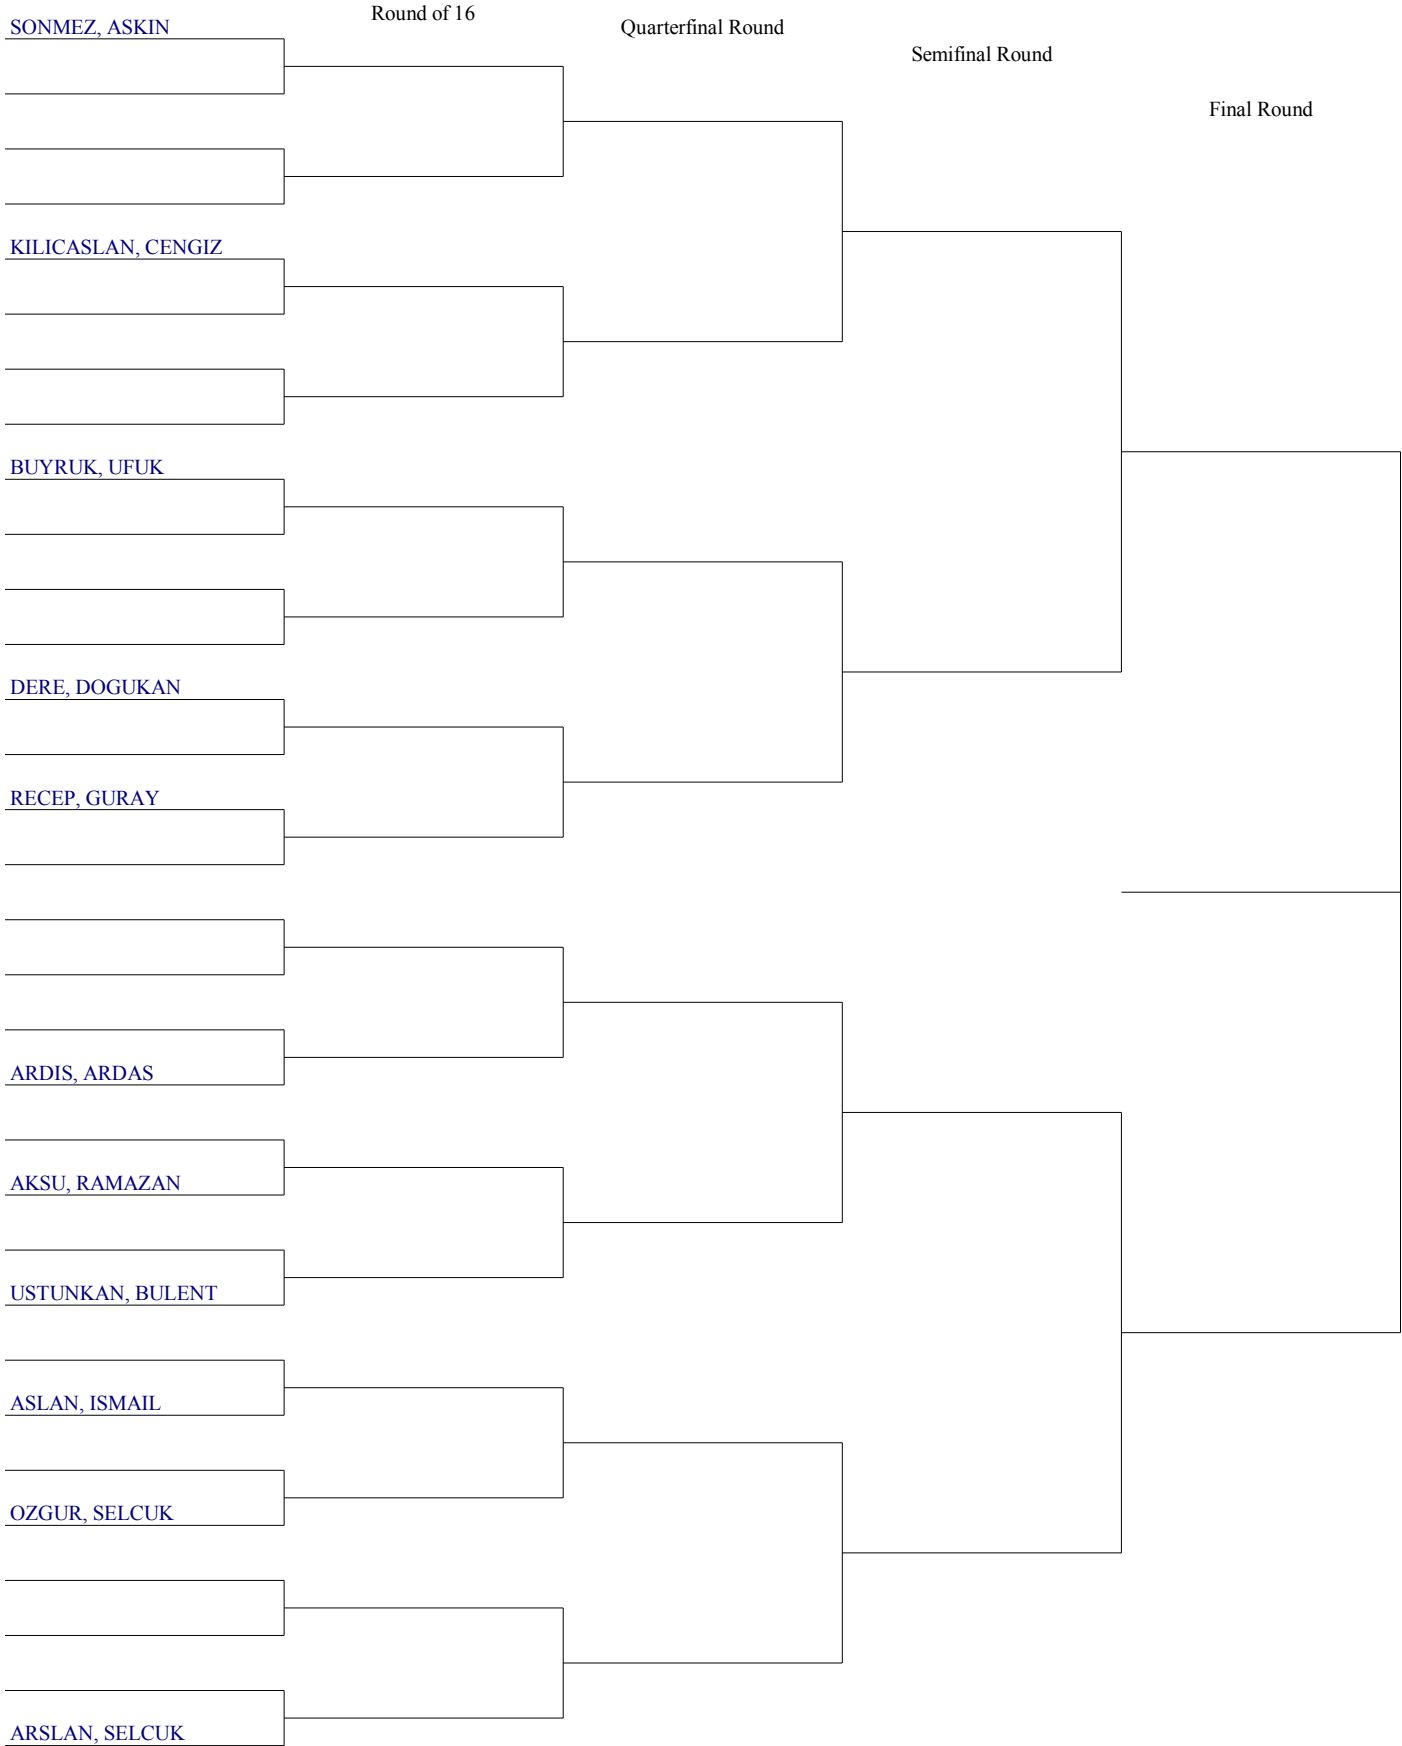 Round of 16
SONMEZ, ASKIN
Quarterfinal Round
Semifinal Round
Final Round
KILICASLAN, CENGIZ
BUYRUK, UFUK
DERE, DOGUKAN
RECEP, GURAY
ARDIS, ARDAS
AKSU, RAMAZAN
USTUNKAN, BULENT
ASLAN, ISMAIL
OZGUR, SELCUK
ARSLAN, SELCUK